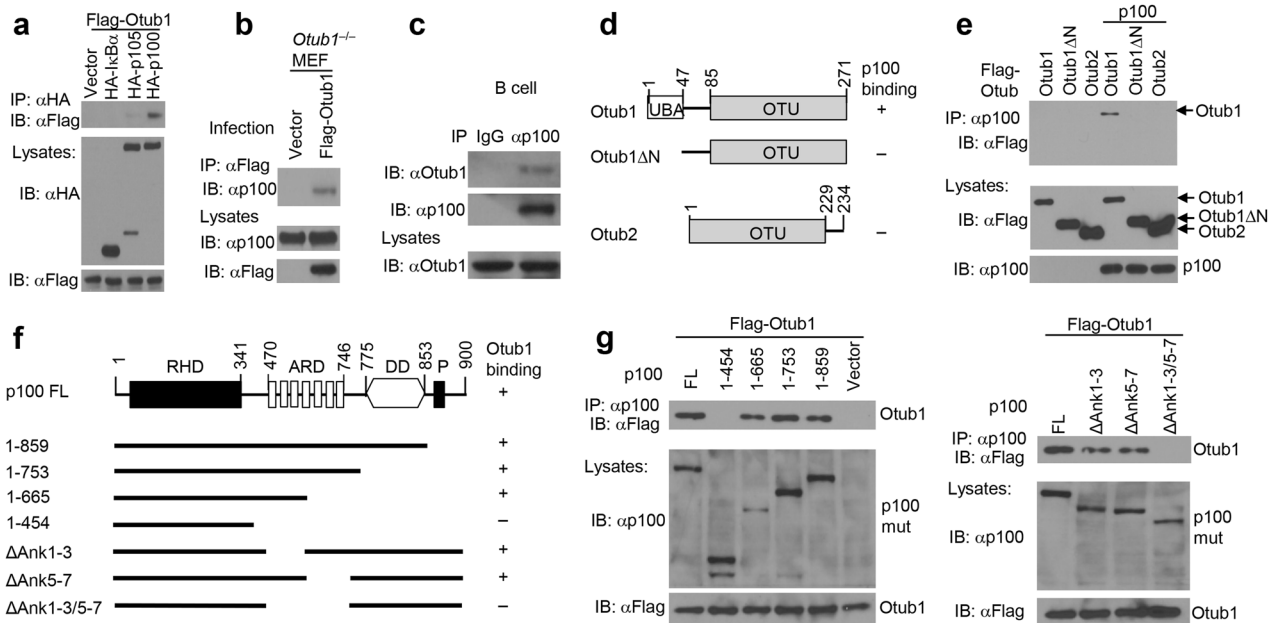 a
Flag-Otub1
Vector
HA-IκBα
HA-p105
HA-p100
IP: αHA
IB: αFlag
Lysates:
IB: αHA
IB: αFlag
b
Otub1–/–
MEF
Infection
Vector
Flag-Otub1
IP: αFlag
IB: αp100
Lysates
IB: αp100
IB: αFlag
c
B cell
IP IgG αp100
IB: αOtub1
IB: αp100
Lysates
IB: αOtub1
d
1 47 85 271
p100 binding
Otub1 UBA OTU +
Otub1ΔN OTU –
1 229 234
Otub2 OTU –
e
p100
Flag-Otub
Otub1
Otub1ΔN
Otub2
Otub1
Otub1ΔN
Otub2
IP: αp100
IB: αFlag
Otub1
Lysates:
IB: αFlag
Otub1
Otub1ΔN
Otub2
IB: αp100
p100
f
1 RHD 341 470 ARD 746 775 DD 853 P 900
Otub1 binding
p100 FL +
1-859 +
1-753 +
1-665 +
1-454 –
ΔAnk1-3 +
ΔAnk5-7 +
ΔAnk1-3/5-7 –
g
Flag-Otub1
p100
FL
1-454
1-665
1-753
1-859
Vector
IP: αp100
IB: αFlag
Otub1
Lysates:
IB: αp100
p100 mut
IB: αFlag
Otub1
Flag-Otub1
p100
FL
ΔAnk1-3
ΔAnk5-7
ΔAnk1-3/5-7
IP: αp100
IB: αFlag
Otub1
Lysates:
IB: αp100
p100 mut
IB: αFlag
Otub1